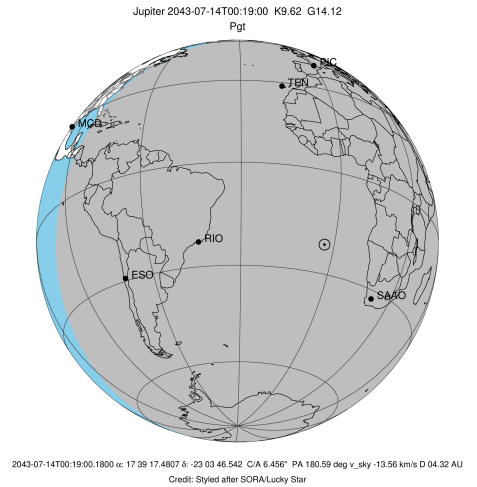 Jupiter 2043-07-14T00:19:00 K9.62 G14.12
Pgt
PIC
TEN
MCD
RIO
ESO
SAAO
2043-07-14T00:19:00.1800 α: 17 39 17.4807 δ: -23 03 46.542 C/A 6.456" PA 180.59 deg v_sky -13.56 km/s D 04.32 AU
Credit: Styled after SORA/Lucky Star